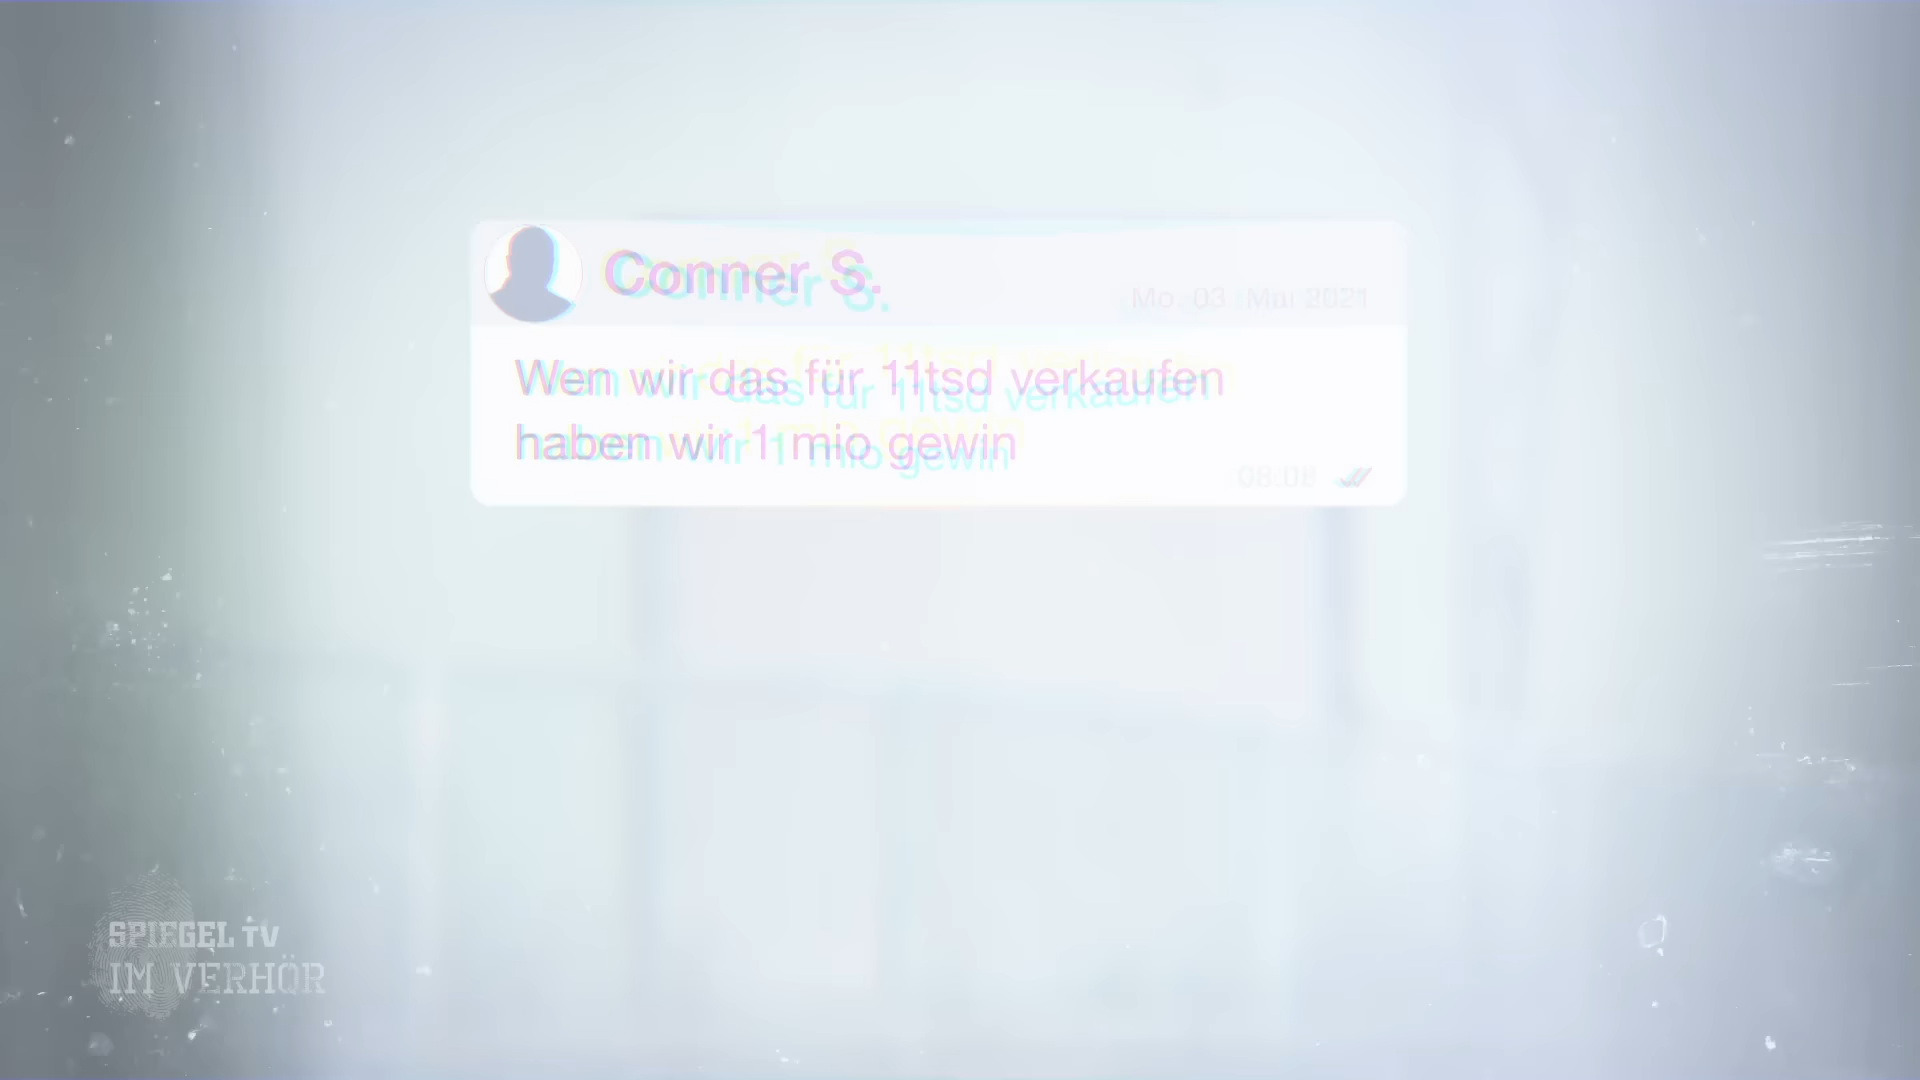 Conner S.
Mo. 03. Mai 2021
Wen wir das für 11tsd verkaufen
haben wir 1 mio gewin
08:08
SPIEGEL TV
IM VERHÖR